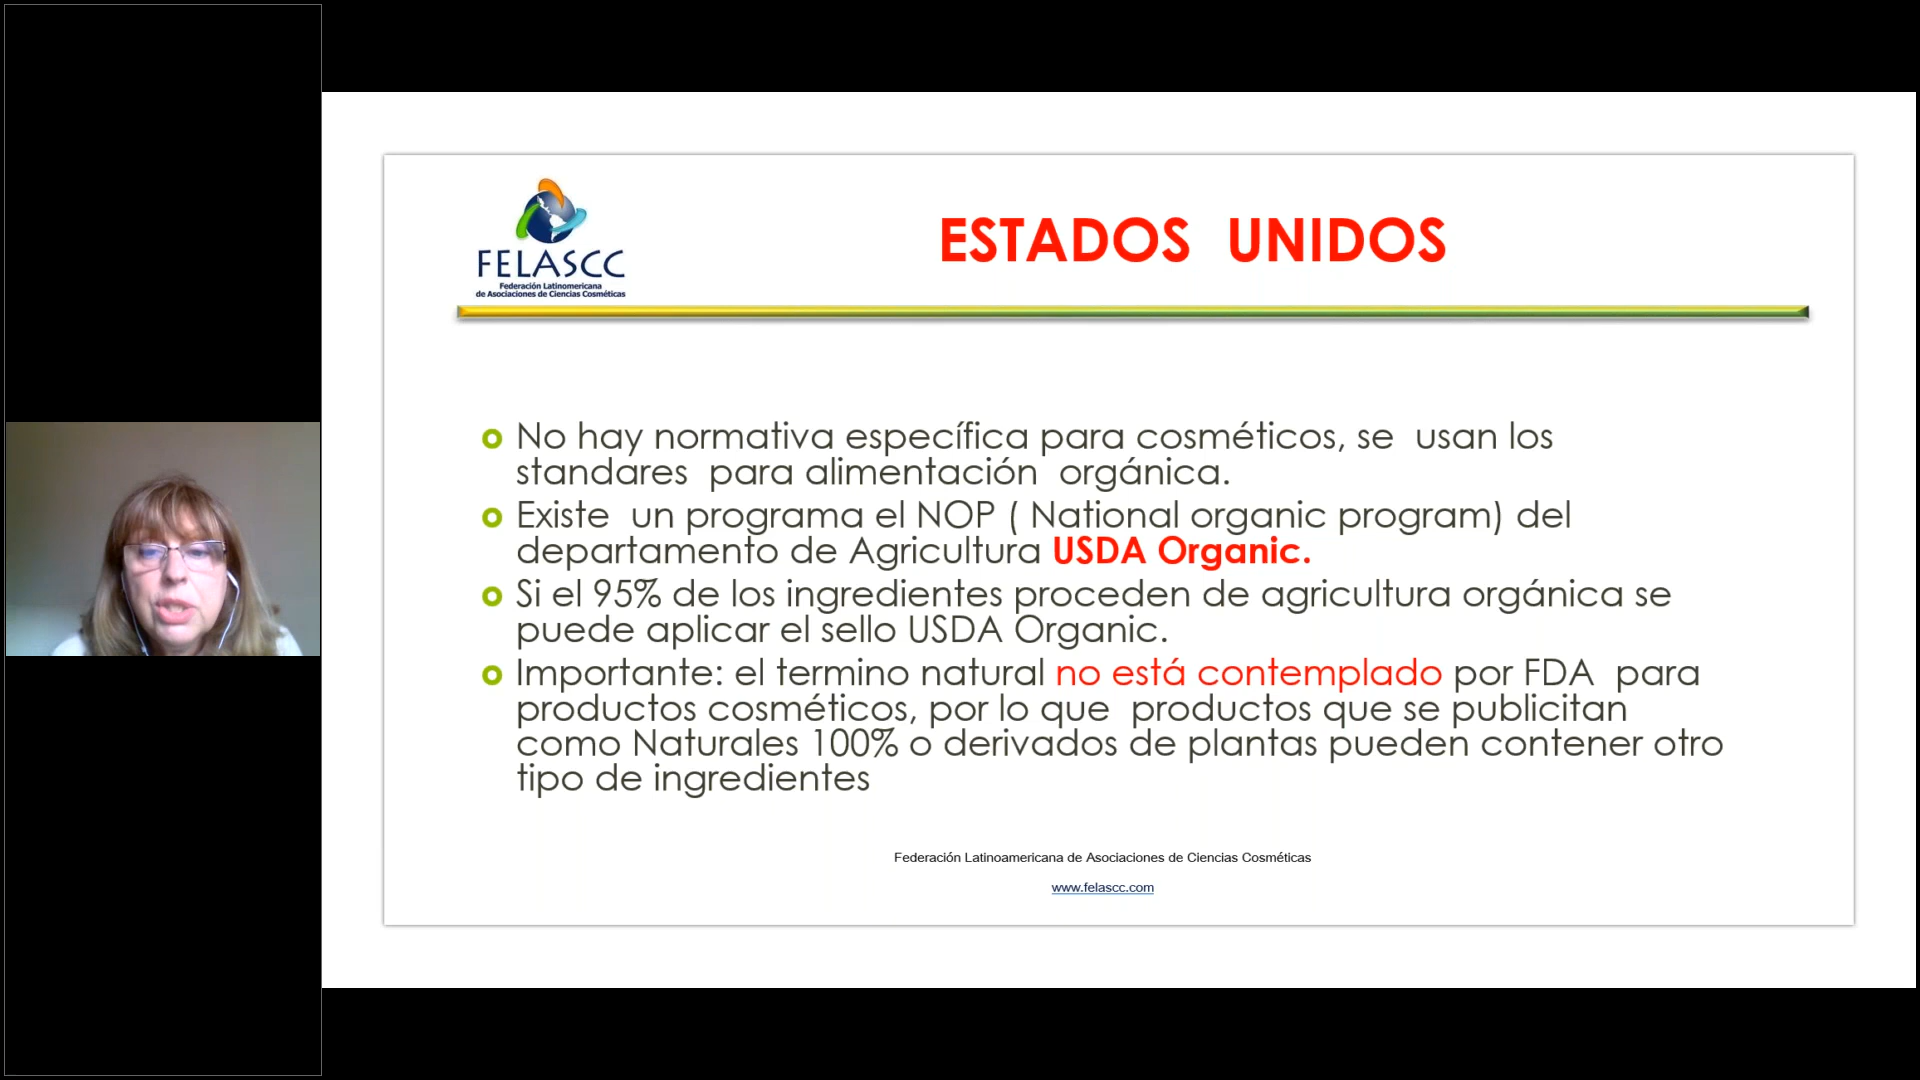 FELASCC
Federación Latinomericana
de Asociaciones de Ciencias Cosméticas
ESTADOS UNIDOS
No hay normativa específica para cosméticos, se usan los
standares para alimentación orgánica.
Existe un programa el NOP ( National organic program) del
departamento de Agricultura USDA Organic.
Si el 95% de los ingredientes proceden de agricultura orgánica se
puede aplicar el sello USDA Organic.
Importante: el termino natural no está contemplado por FDA para
productos cosméticos, por lo que productos que se publicitan
como Naturales 100% o derivados de plantas pueden contener otro
tipo de ingredientes
Federación Latinoamericana de Asociaciones de Ciencias Cosméticas
www.felascc.com